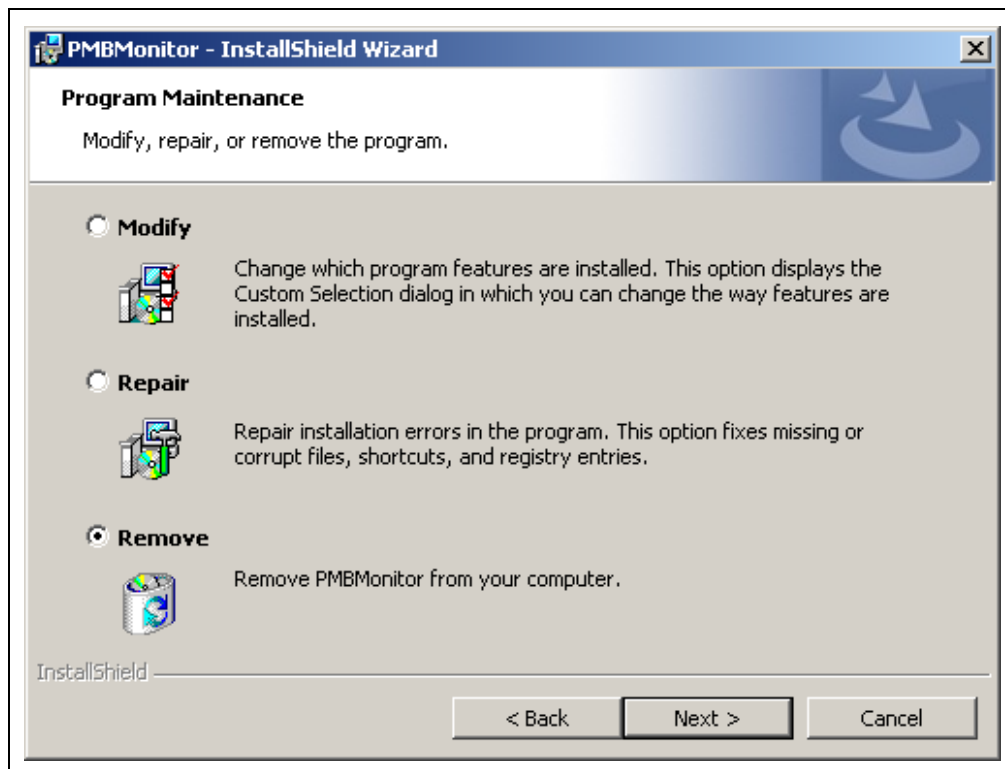 PMBMonitor - InstallShield Wizard
Program Maintenance
Modify, repair, or remove the program.
Modify
Change which program features are installed. This option displays the
Custom Selection dialog in which you can change the way features are
installed.
Repair
Repair installation errors in the program. This option fixes missing or
corrupt files, shortcuts, and registry entries.
Remove
Remove PMBMonitor from your computer.
InstallShield
< Back
Next >
Cancel